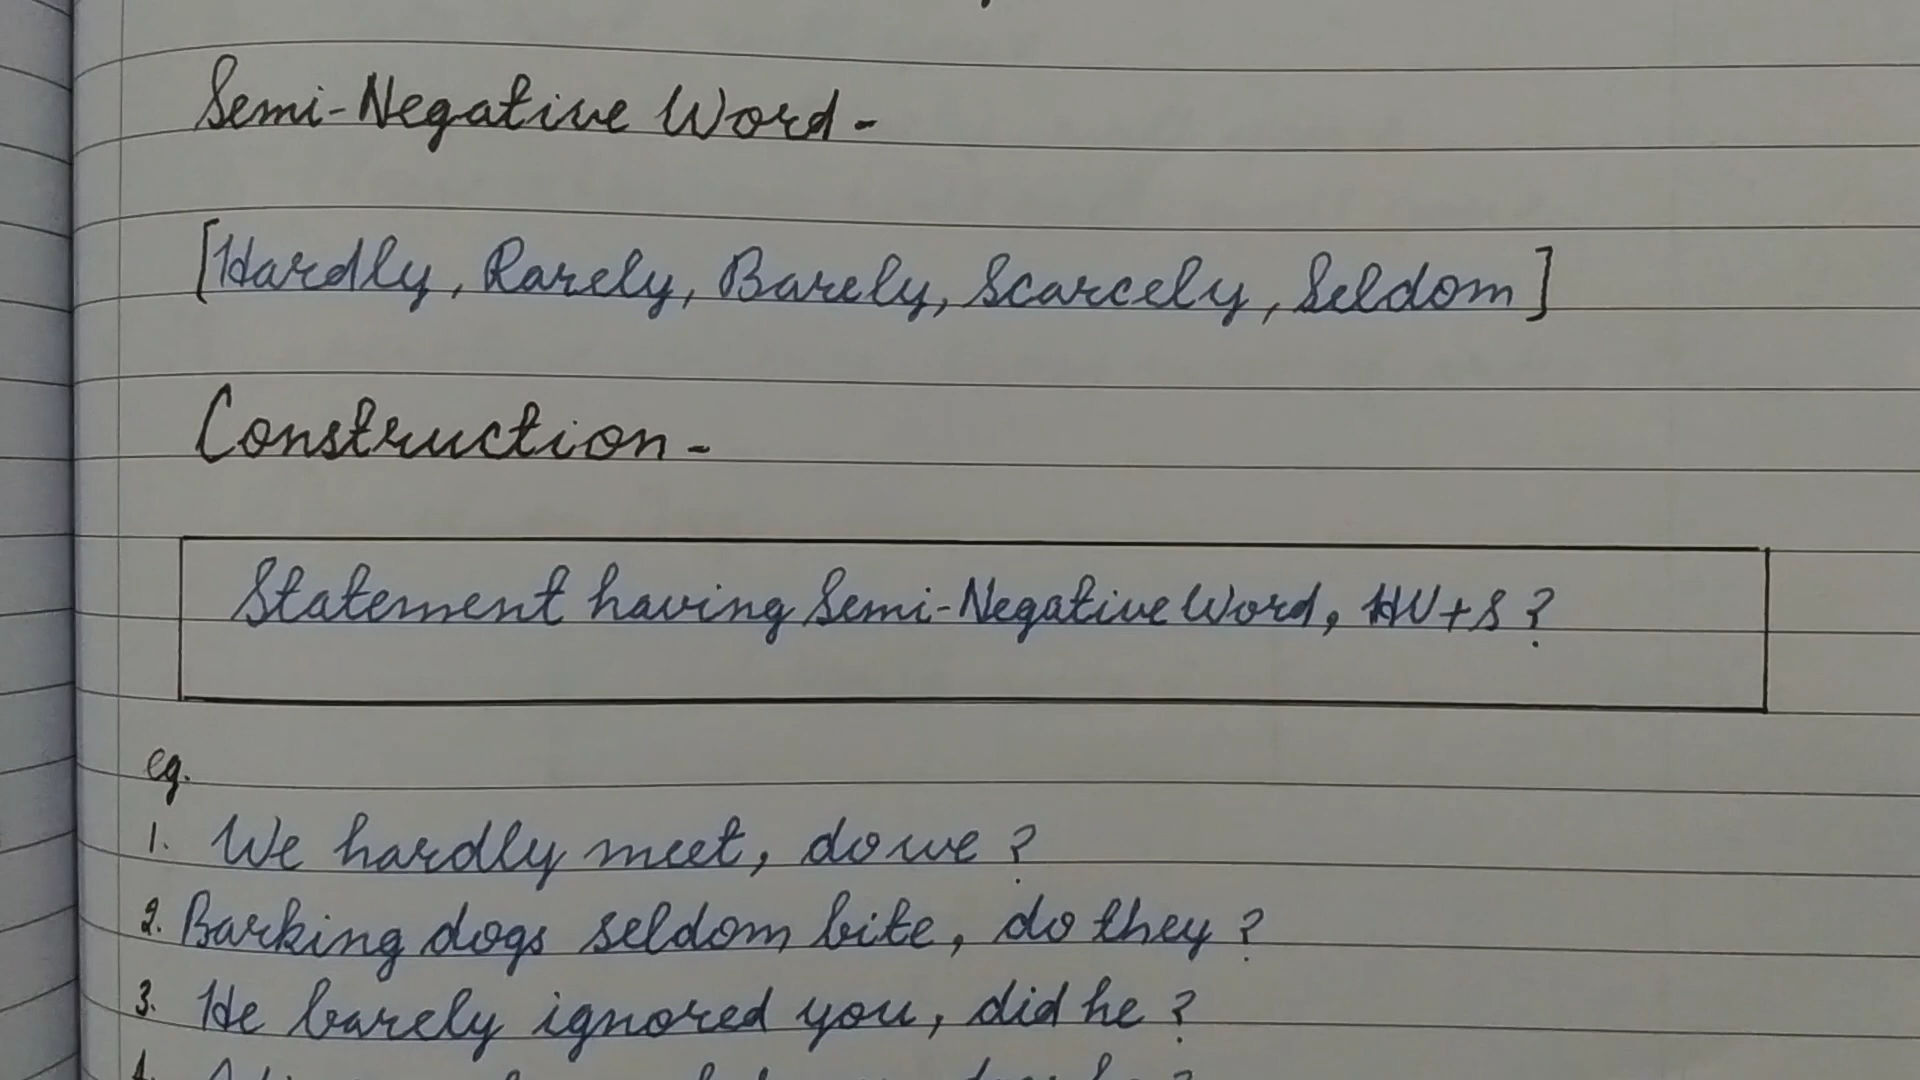 Semi-Negative Word -
[Hardly, Rarely, Barely, Scarcely, Seldom]
Construction -
Statement having Semi-Negative Word, HV+S?
eg.
1. We hardly meet, do we?
2. Barking dogs seldom bite, do they?
3. He barely ignored you, did he?